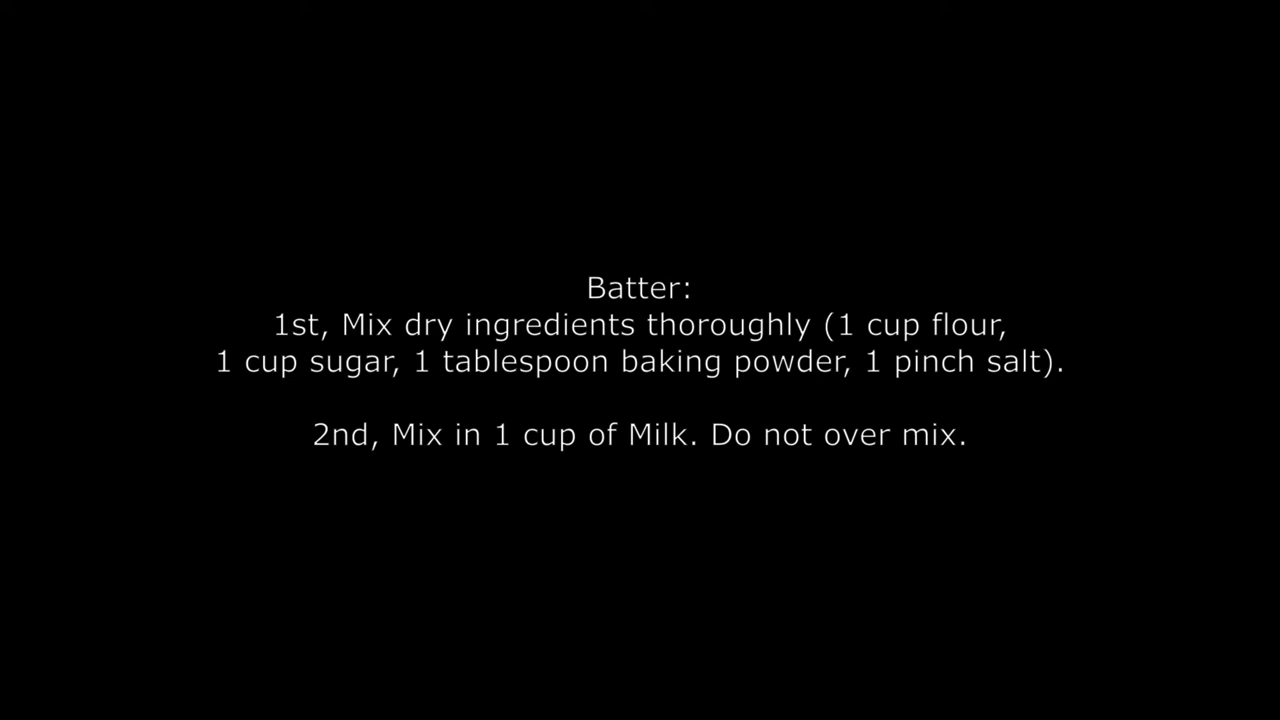 Batter:
1st, Mix dry ingredients thoroughly (1 cup flour,
1 cup sugar, 1 tablespoon baking powder, 1 pinch salt).
2nd, Mix in 1 cup of Milk. Do not over mix.